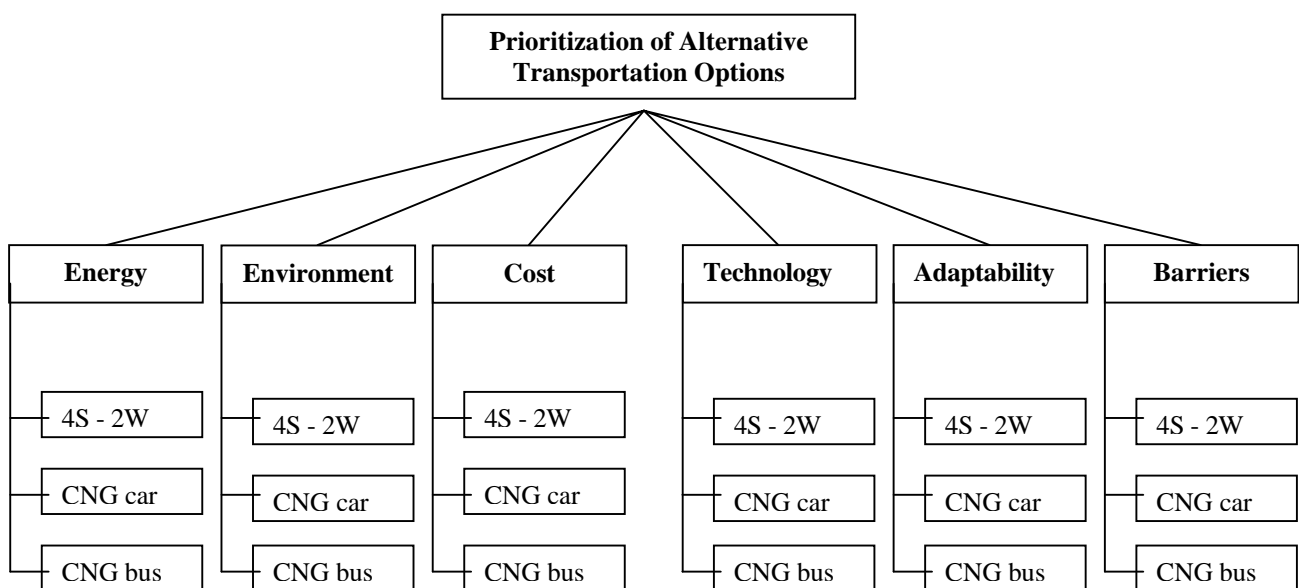 Prioritization of Alternative
Transportation Options
Energy
Environment
Cost
Technology
Adaptability
Barriers
4S - 2W
4S - 2W
4S - 2W
4S - 2W
4S - 2W
4S - 2W
CNG car
CNG car
CNG car
CNG car
CNG car
CNG car
CNG bus
CNG bus
CNG bus
CNG bus
CNG bus
CNG bus